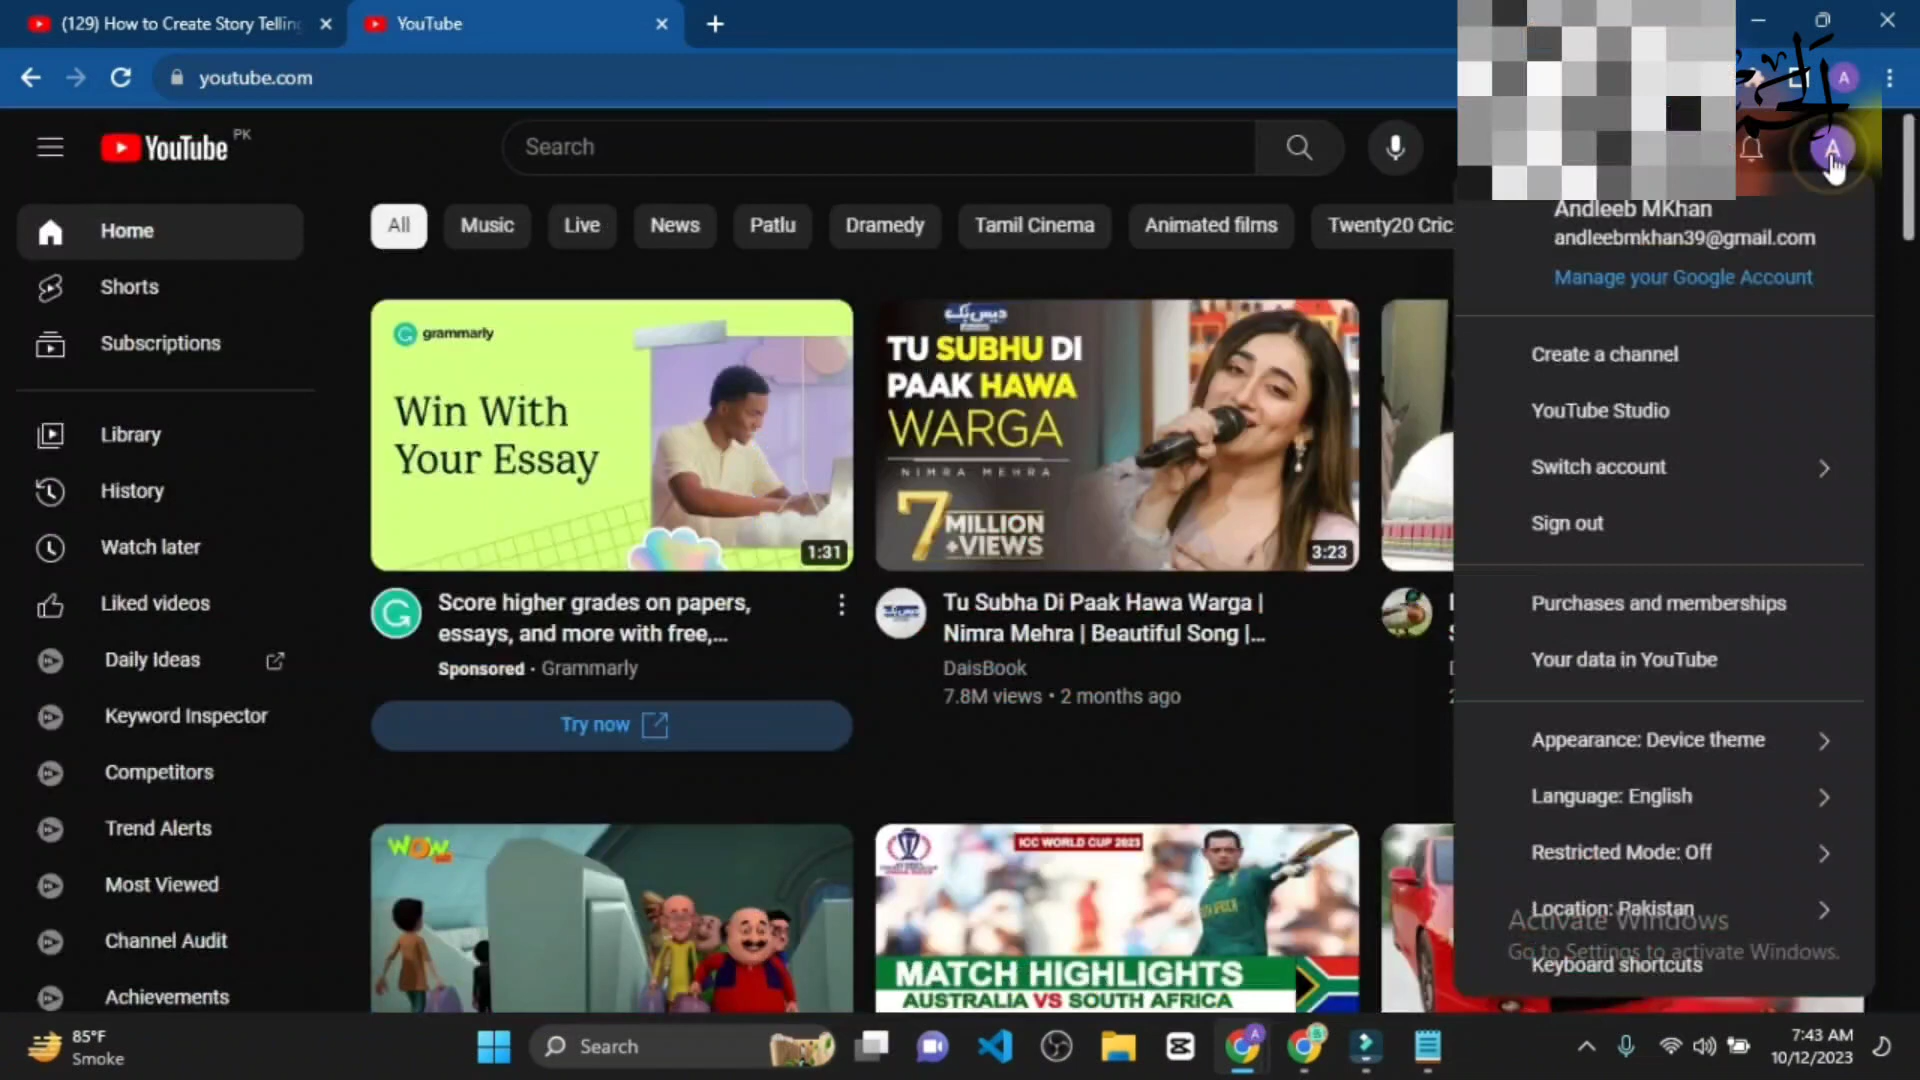 (129) How to Create Story Telling
YouTube
youtube.com
A
YouTube PK
Search
A
Home
Shorts
Subscriptions
Library
History
Watch later
Liked videos
Daily Ideas
Keyword Inspector
Competitors
Trend Alerts
Most Viewed
Channel Audit
Achievements
All
Music
Live
News
Patlu
Dramedy
Tamil Cinema
Animated films
Twenty20 Cric
grammarly
Win With
Your Essay
1:31
Score higher grades on papers,
essays, and more with free,...
Sponsored · Grammarly
Try now
TU SUBHU DI
PAAK HAWA
WARGA
NIMRA MEHRA
7 MILLION
+VIEWS
3:23
Tu Subha Di Paak Hawa Warga |
Nimra Mehra | Beautiful Song |...
DaisBook
7.8M views • 2 months ago
WOW
ICC WORLD CUP 2023
MATCH HIGHLIGHTS
AUSTRALIA VS SOUTH AFRICA
Andleeb MKhan
andleebmkhan39@gmail.com
Manage your Google Account
Create a channel
YouTube Studio
Switch account
Sign out
Purchases and memberships
Your data in YouTube
Appearance: Device theme
Language: English
Restricted Mode: Off
Location: Pakistan
Activate Windows
Go to Settings to activate Windows.
Keyboard shortcuts
85°F
Smoke
Search
7:43 AM
10/12/2023